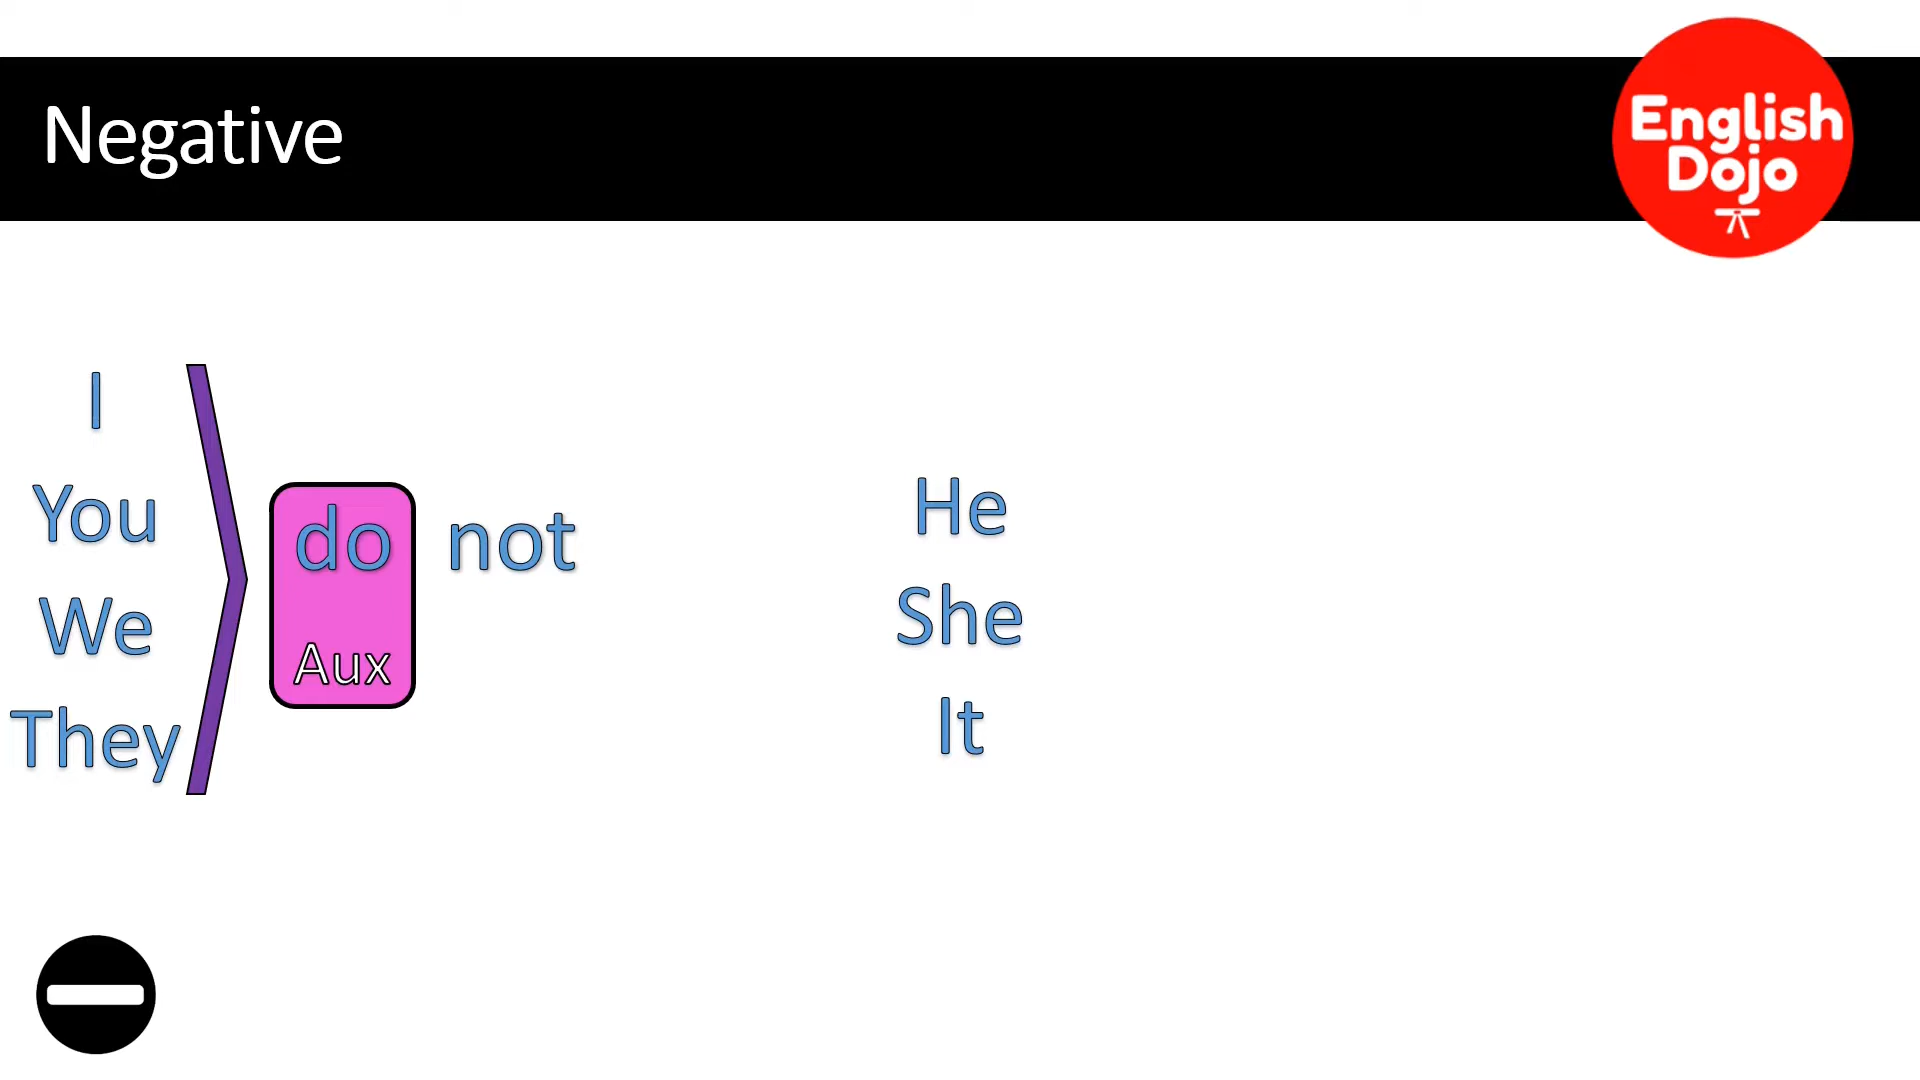 Negative
English
Dojo
I
You
We
They
do not
Aux
He
She
It